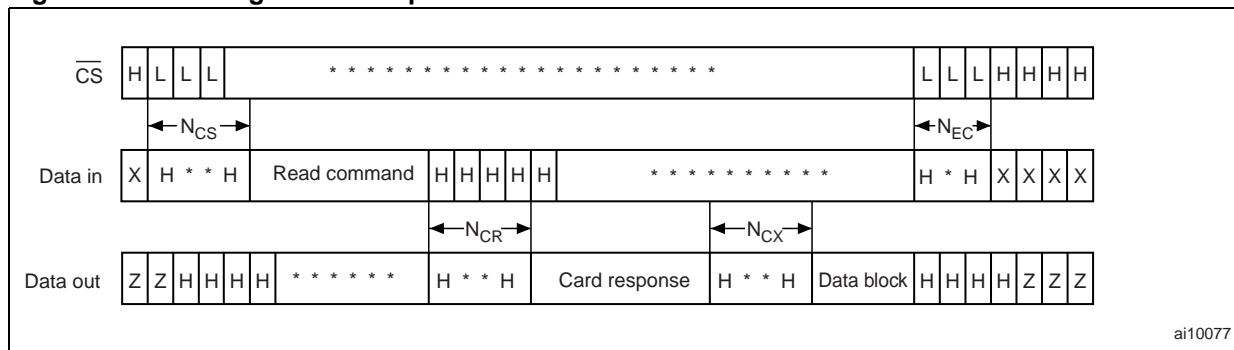 CS H L L L * * * * * * * * * * * * * * * * * * * * * L L L H H H H
N_CS N_EC
Data in X H * * H Read command H H H H H * * * * * * * * * * H * H X X X X
N_CR N_CX
Data out Z Z H H H H * * * * * * H * * H Card response H * * H Data block H H H H Z Z Z
ai10077